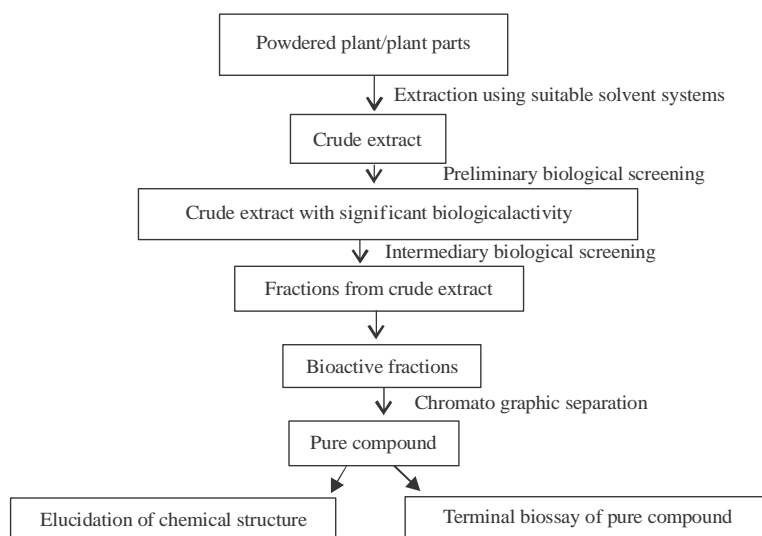 Powdered plant/plant parts
Extraction using suitable solvent systems
Crude extract
Preliminary biological screening
Crude extract with significant biologicalactivity
Intermediary biological screening
Fractions from crude extract
Bioactive fractions
Chromato graphic separation
Pure compound
Elucidation of chemical structure
Terminal biossay of pure compound